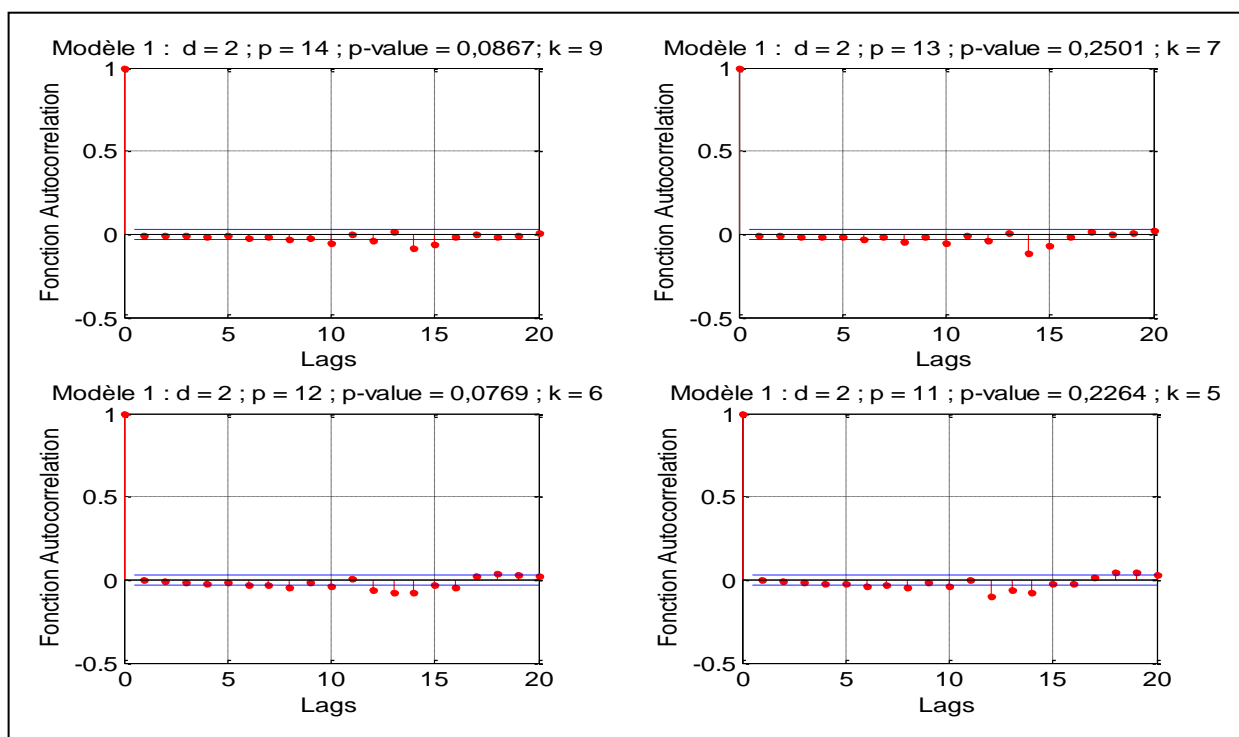 Modèle 1 : d = 2 ; p = 14 ; p-value = 0,0867; k = 9
1
0.5
0
-0.5
Fonction Autocorrelation
0 5 10 15 20
Lags
Modèle 1 : d = 2 ; p = 13 ; p-value = 0,2501 ; k = 7
1
0.5
0
-0.5
Fonction Autocorrelation
0 5 10 15 20
Lags
Modèle 1 : d = 2 ; p = 12 ; p-value = 0,0769 ; k = 6
1
0.5
0
-0.5
Fonction Autocorrelation
0 5 10 15 20
Lags
Modèle 1 : d = 2 ; p = 11 ; p-value = 0,2264 ; k = 5
1
0.5
0
-0.5
Fonction Autocorrelation
0 5 10 15 20
Lags